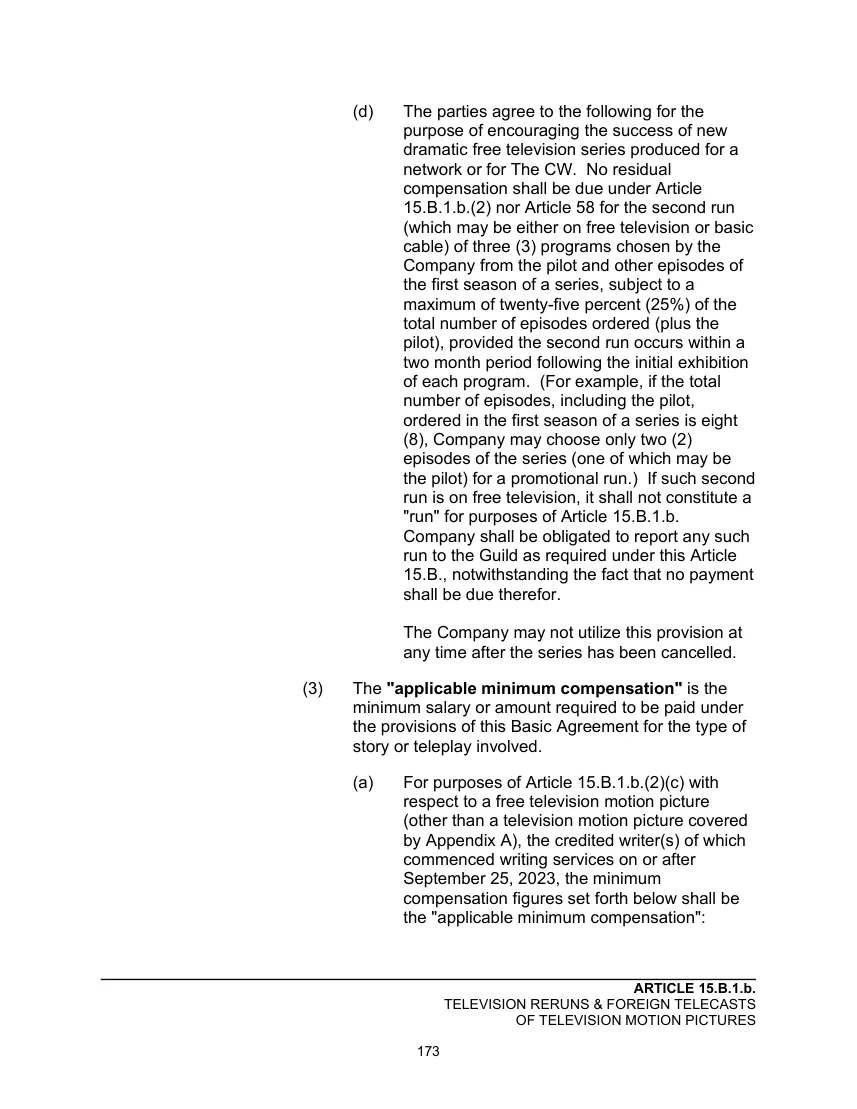 (d) The parties agree to the following for the
purpose of encouraging the success of new
dramatic free television series produced for a
network or for The CW.  No residual
compensation shall be due under Article
15.B.1.b.(2) nor Article 58 for the second run
(which may be either on free television or basic
cable) of three (3) programs chosen by the
Company from the pilot and other episodes of
the first season of a series, subject to a
maximum of twenty-five percent (25%) of the
total number of episodes ordered (plus the
pilot), provided the second run occurs within a
two month period following the initial exhibition
of each program.  (For example, if the total
number of episodes, including the pilot,
ordered in the first season of a series is eight
(8), Company may choose only two (2)
episodes of the series (one of which may be
the pilot) for a promotional run.)  If such second
run is on free television, it shall not constitute a
"run" for purposes of Article 15.B.1.b.
Company shall be obligated to report any such
run to the Guild as required under this Article
15.B., notwithstanding the fact that no payment
shall be due therefor.
The Company may not utilize this provision at
any time after the series has been cancelled.
(3) The "applicable minimum compensation" is the
minimum salary or amount required to be paid under
the provisions of this Basic Agreement for the type of
story or teleplay involved.
(a) For purposes of Article 15.B.1.b.(2)(c) with
respect to a free television motion picture
(other than a television motion picture covered
by Appendix A), the credited writer(s) of which
commenced writing services on or after
September 25, 2023, the minimum
compensation figures set forth below shall be
the "applicable minimum compensation":
ARTICLE 15.B.1.b.
TELEVISION RERUNS & FOREIGN TELECASTS
OF TELEVISION MOTION PICTURES
173